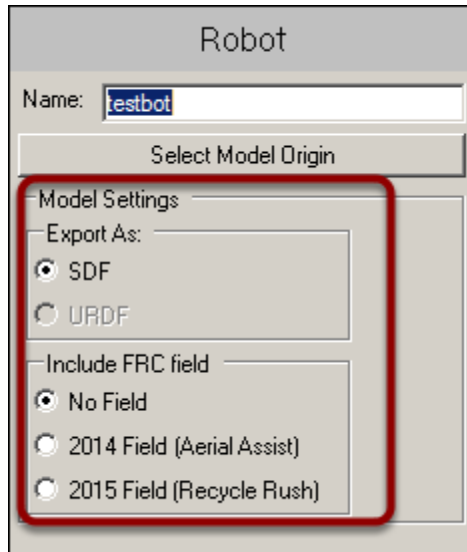 Robot
Name: testbot
Select Model Origin
Model Settings
Export As:
SDF
URDF
Include FRC field
No Field
2014 Field (Aerial Assist)
2015 Field (Recycle Rush)